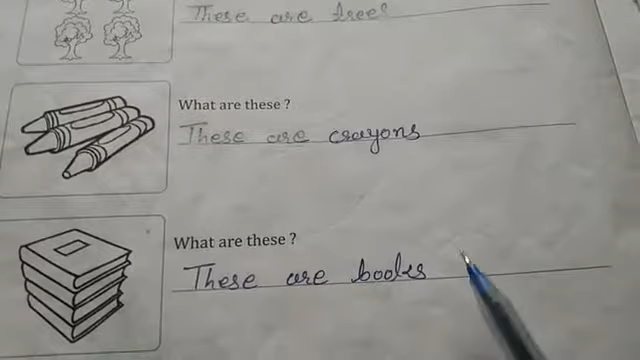 These are trees
What are these ?
These are crayons
What are these ?
These are books